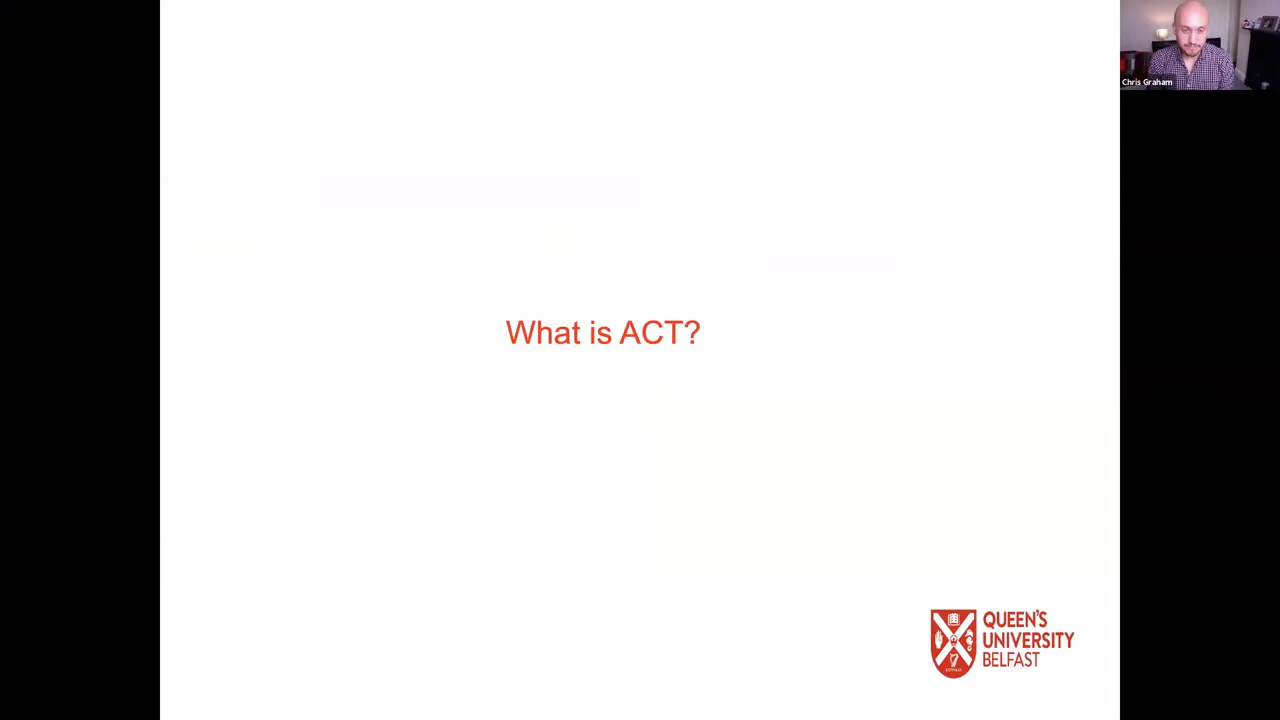 Chris Graham
What is ACT?
QUEEN'S
UNIVERSITY
BELFAST